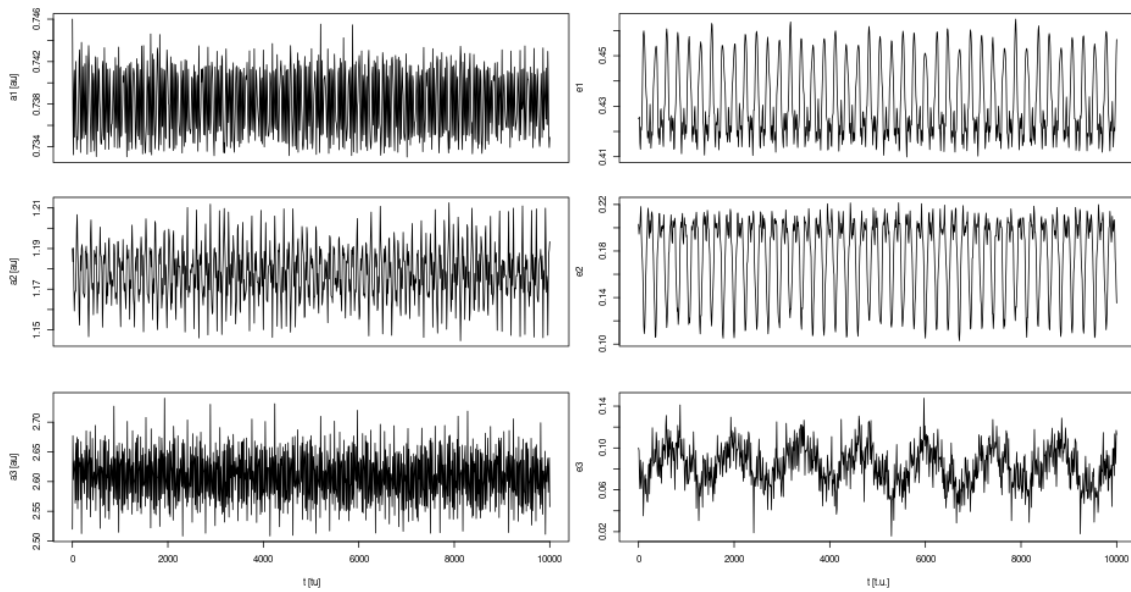 a1 [au]
0.734 0.738 0.742 0.746
e1
0.41 0.43 0.45
a2 [au]
1.15 1.17 1.19 1.21
e2
0.10 0.14 0.18 0.22
a3 [au]
2.50 2.55 2.60 2.65 2.70
e3
0.02 0.06 0.10 0.14
0 2000 4000 6000 8000 10000
0 2000 4000 6000 8000 10000
t [tu]
t [t.u.]